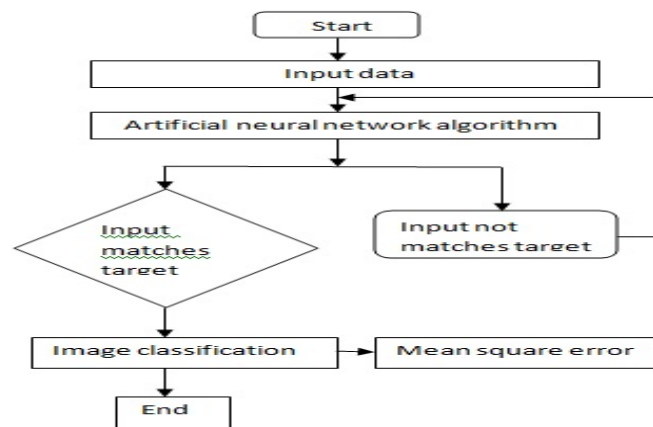 Start
Input data
Artificial neural network algorithm
Input
matches
target
Input not
matches target
Image classification
Mean square error
End